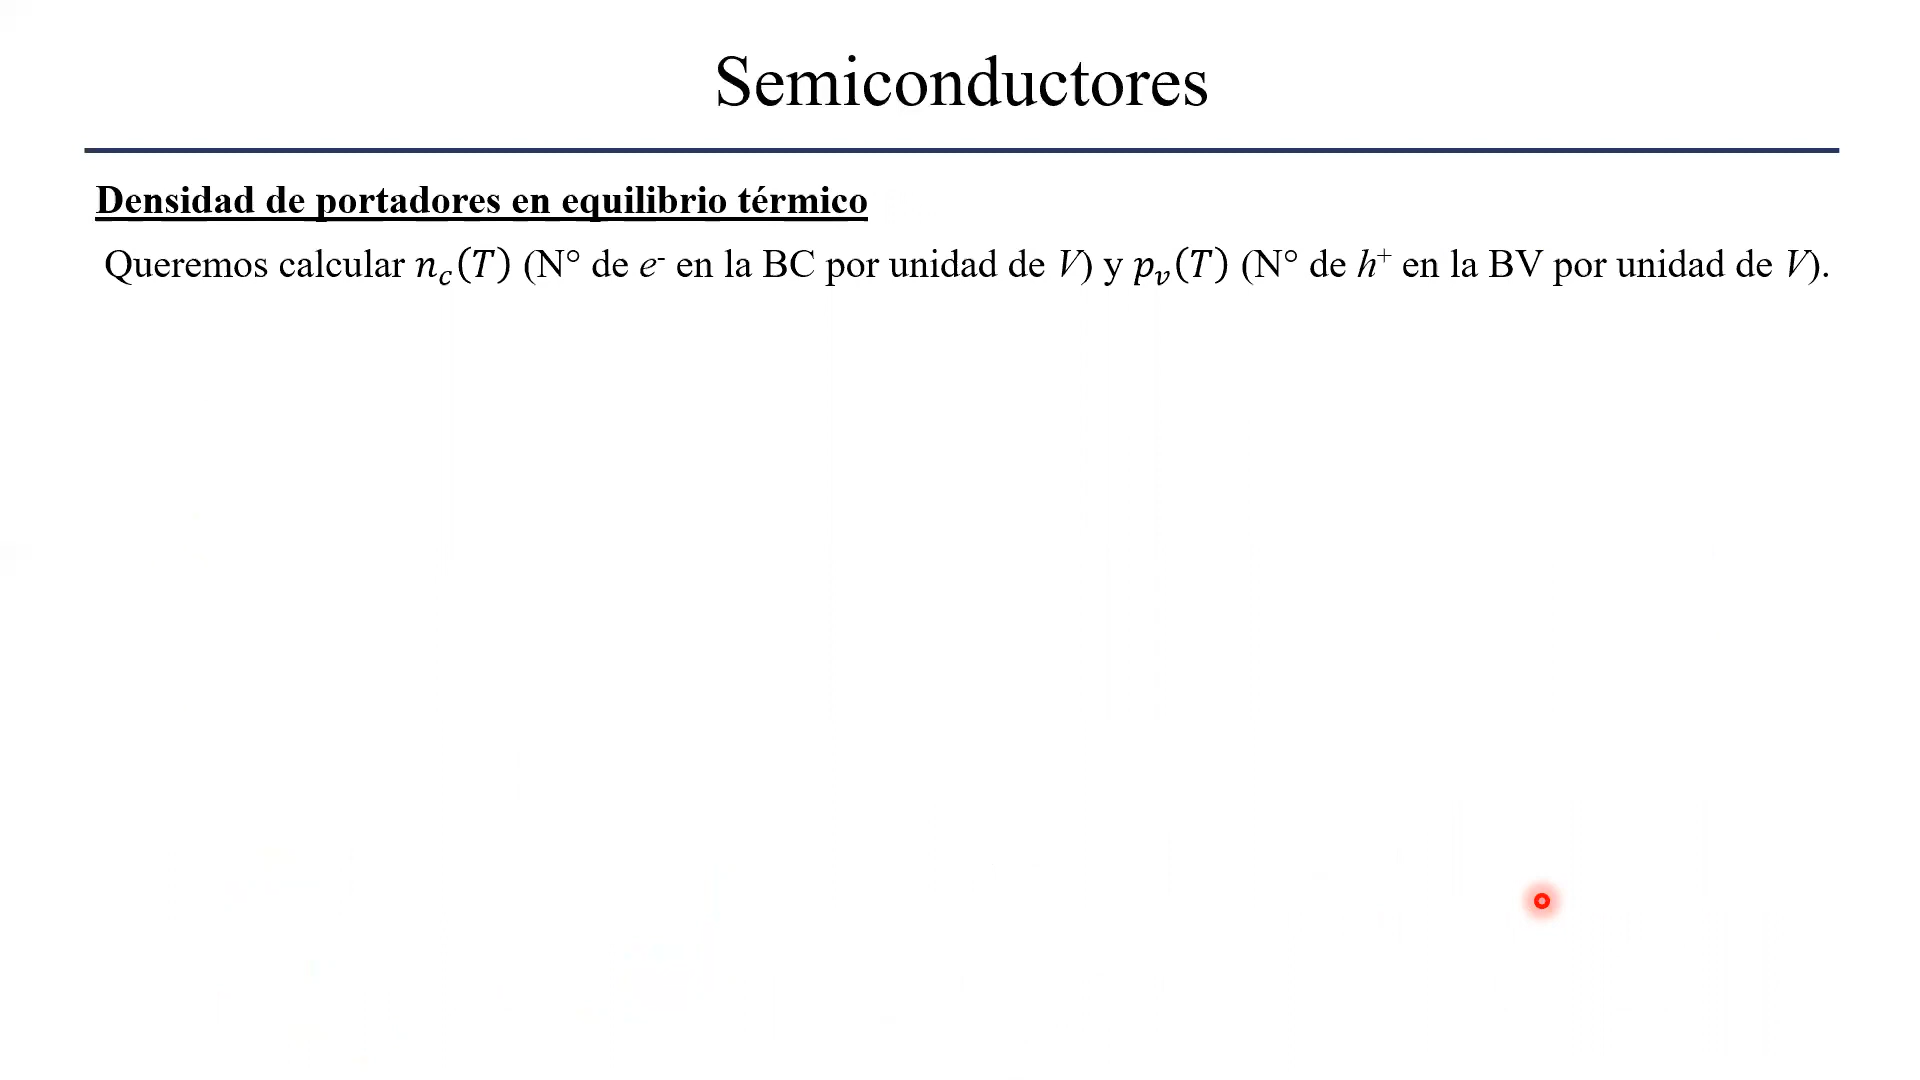 Semiconductores
Densidad de portadores en equilibrio térmico
Queremos calcular n_c(T) (N° de e⁻ en la BC por unidad de V) y p_v(T) (N° de h⁺ en la BV por unidad de V).